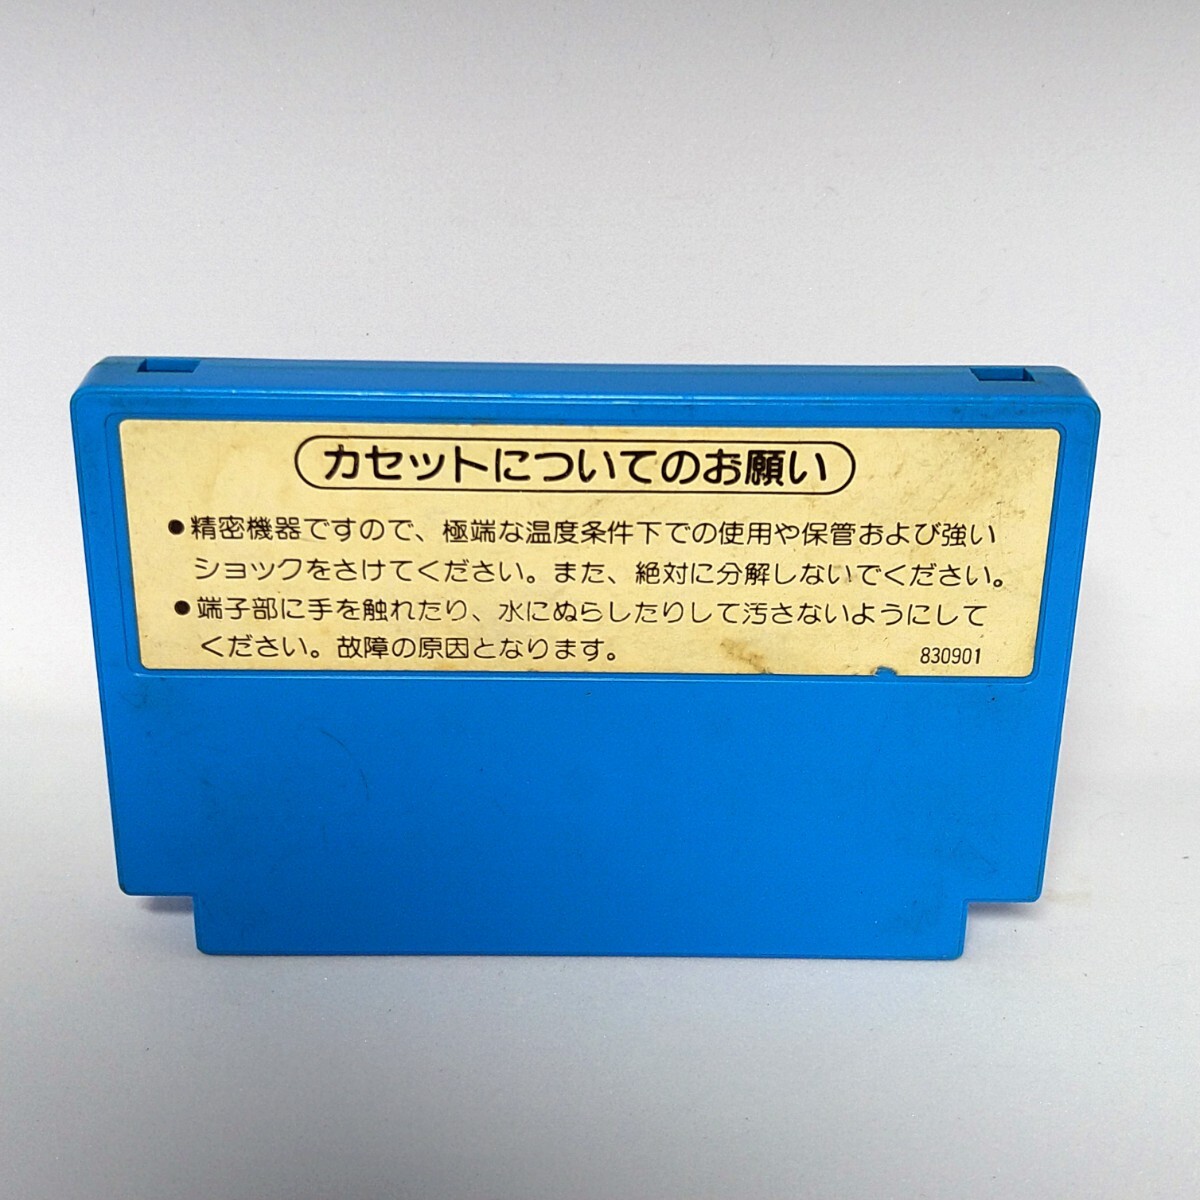 カセットについてのお願い
●精密機器ですので、極端な温度条件下での使用や保管および強い
ショックをさけてください。また、絶対に分解しないでください。
●端子部に手を触れたり、水にぬらしたりして汚さないようにして
ください。故障の原因となります。
830901